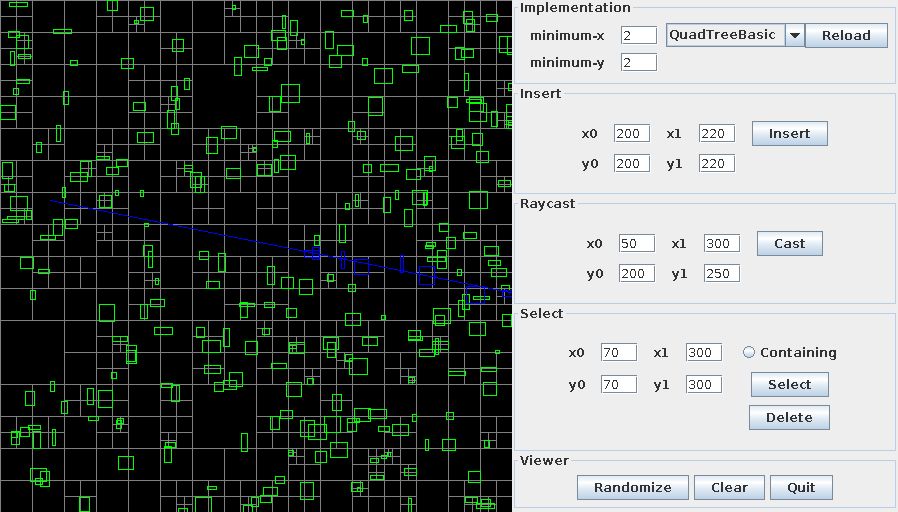 Implementation
minimum-x 2 QuadTreeBasic Reload
minimum-y 2
Insert
x0 200 x1 220 Insert
y0 200 y1 220
Raycast
x0 50 x1 300 Cast
y0 200 y1 250
Select
x0 70 x1 300 Containing
y0 70 y1 300 Select
Delete
Viewer
Randomize Clear Quit